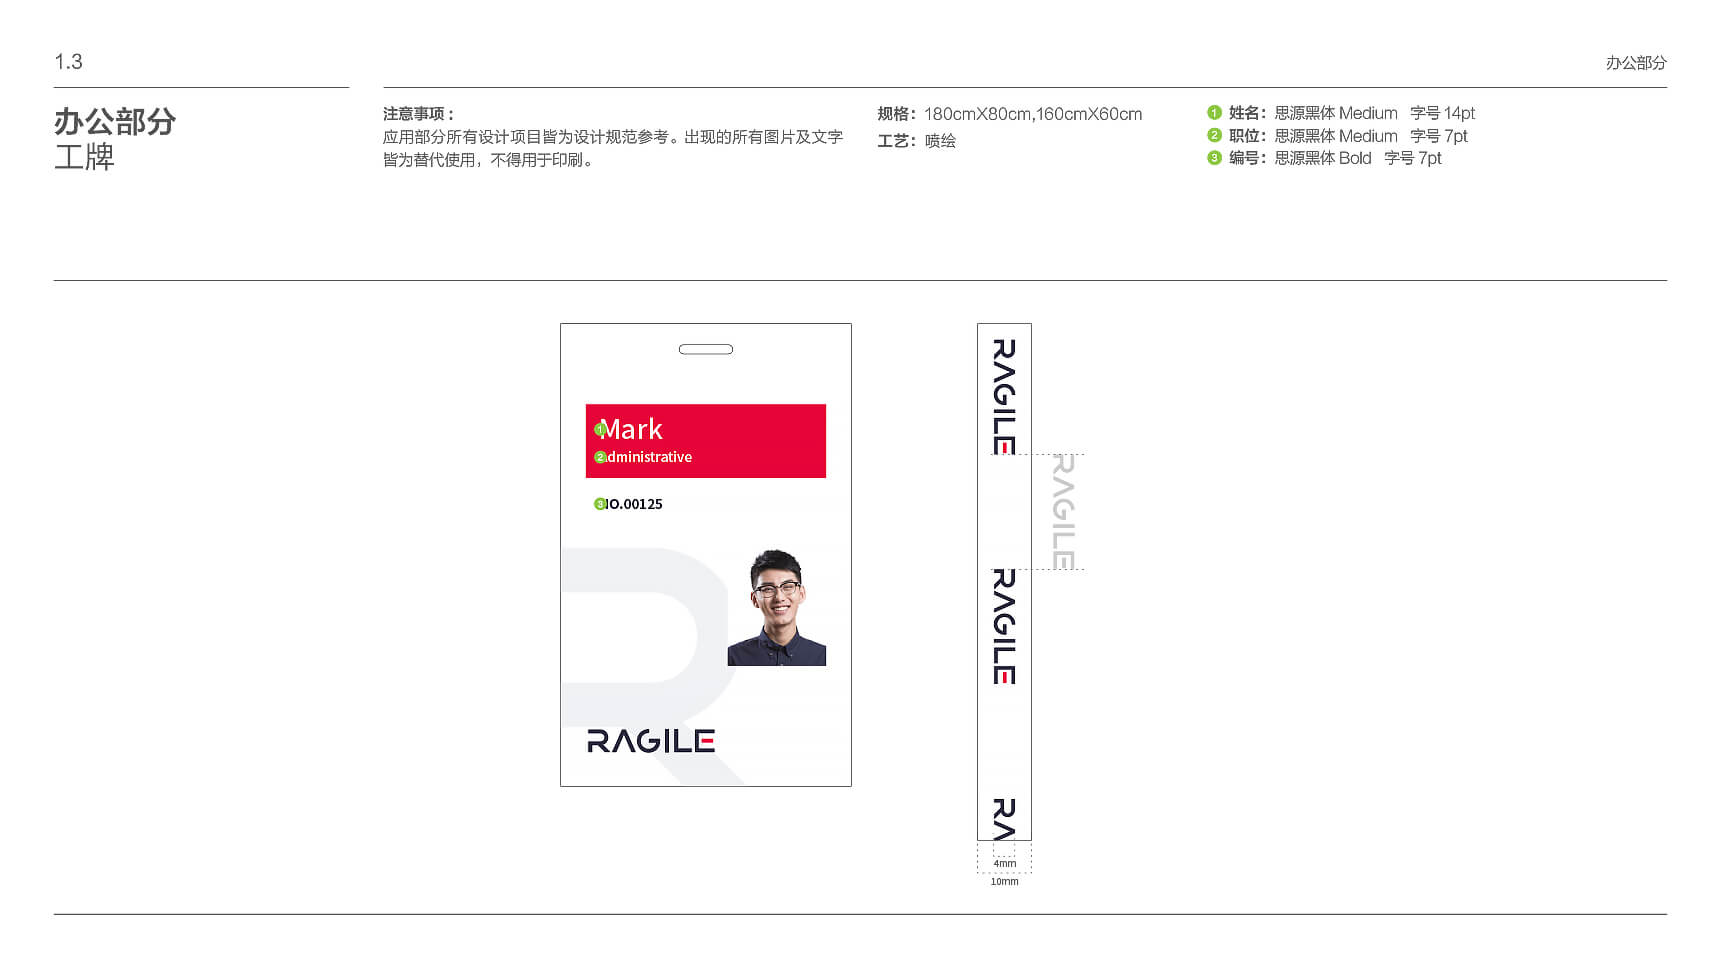 1.3
办公部分
办公部分
工牌
注意事项：
应用部分所有设计项目皆为设计规范参考。出现的所有图片及文字
皆为替代使用，不得用于印刷。
规格：180cmX80cm,160cmX60cm
工艺：喷绘
1 姓名：思源黑体 Medium 字号 14pt
2 职位：思源黑体 Medium 字号 7pt
3 编号：思源黑体 Bold 字号 7pt
1 Mark
2 administrative
3 NO.00125
RAGILE
RAGILE
RAGILE
RAGILE
RA
4mm
10mm